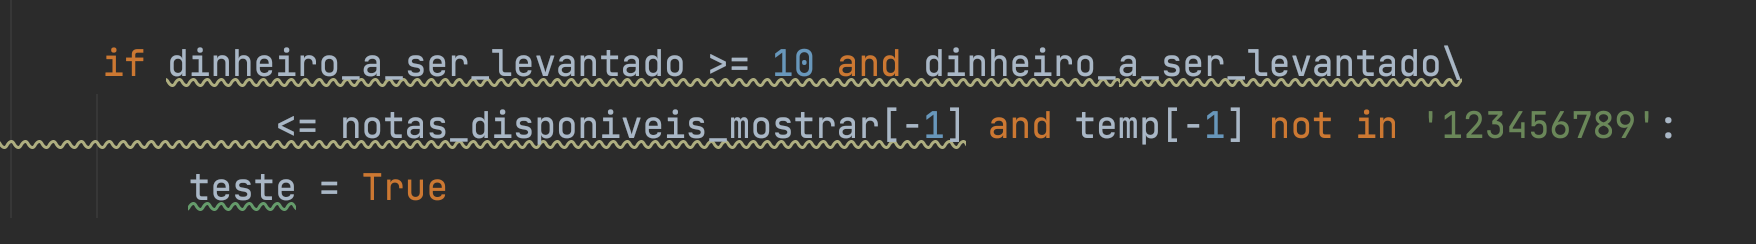 if dinheiro_a_ser_levantado >= 10 and dinheiro_a_ser_levantado\
<= notas_disponiveis_mostrar[-1] and temp[-1] not in '123456789':
teste = True